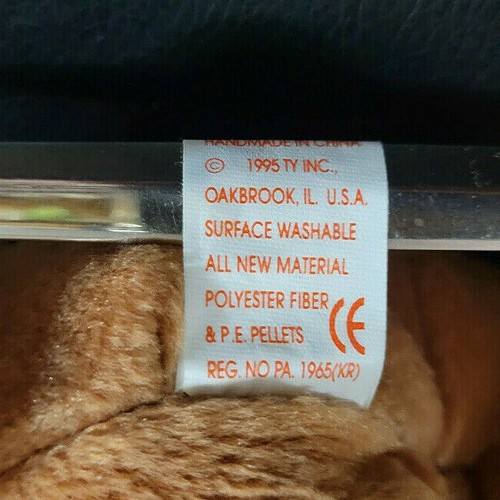 HANDMADE IN CHINA
© 1995 TY INC.,
OAKBROOK, IL. U.S.A.
SURFACE WASHABLE
ALL NEW MATERIAL
POLYESTER FIBER
& P.E. PELLETS
CE
REG. NO PA. 1965(KR)